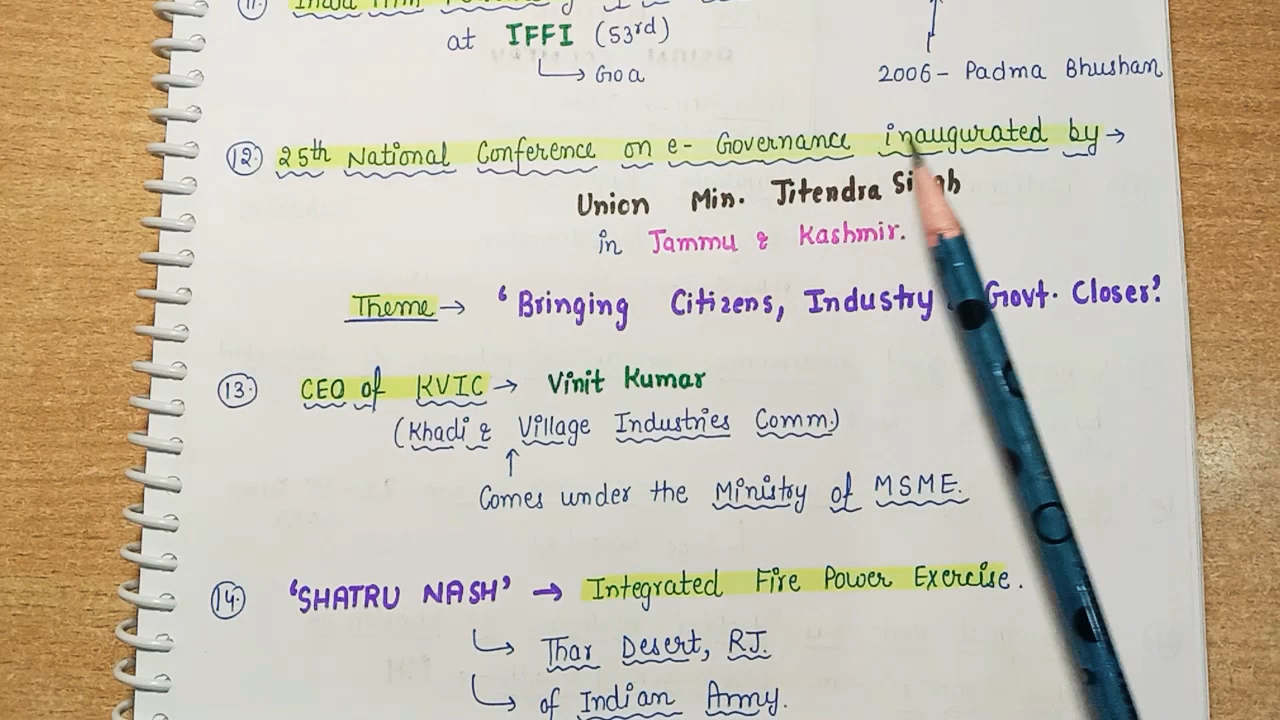 11.
at IFFI (53rd)
Goa
2006 - Padma Bhushan
12. 25th National Conference on e- Governance inaugurated by →
Union Min. Jitendra
in Jammu & Kashmir.
Theme → 'Bringing Citizens, Industry Govt. Closer'.
13. CEO of KVIC → Vinit Kumar
(Khadi & Village Industries Comm.)
↑
Comes under the Ministry of MSME.
14. 'SHATRU NASH' → Integrated Fire Power Exercise.
Thar Desert, RJ.
of Indian Army.